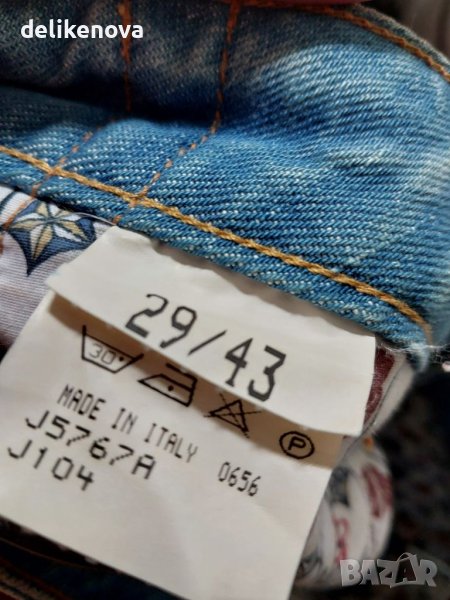 delikenova
29/43
30°
P
MADE IN ITALY 0656
J5767A
J104
BAZAR